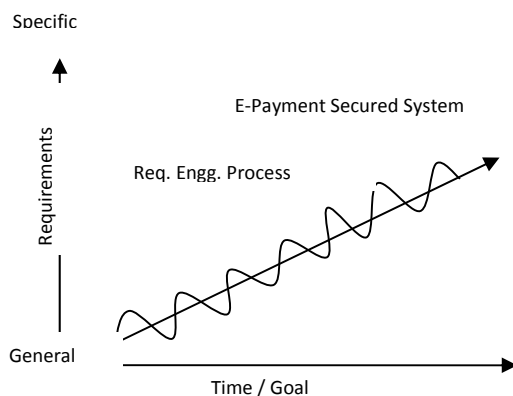 Specific
E-Payment Secured System
Req. Engg. Process
Requirements
General
Time / Goal